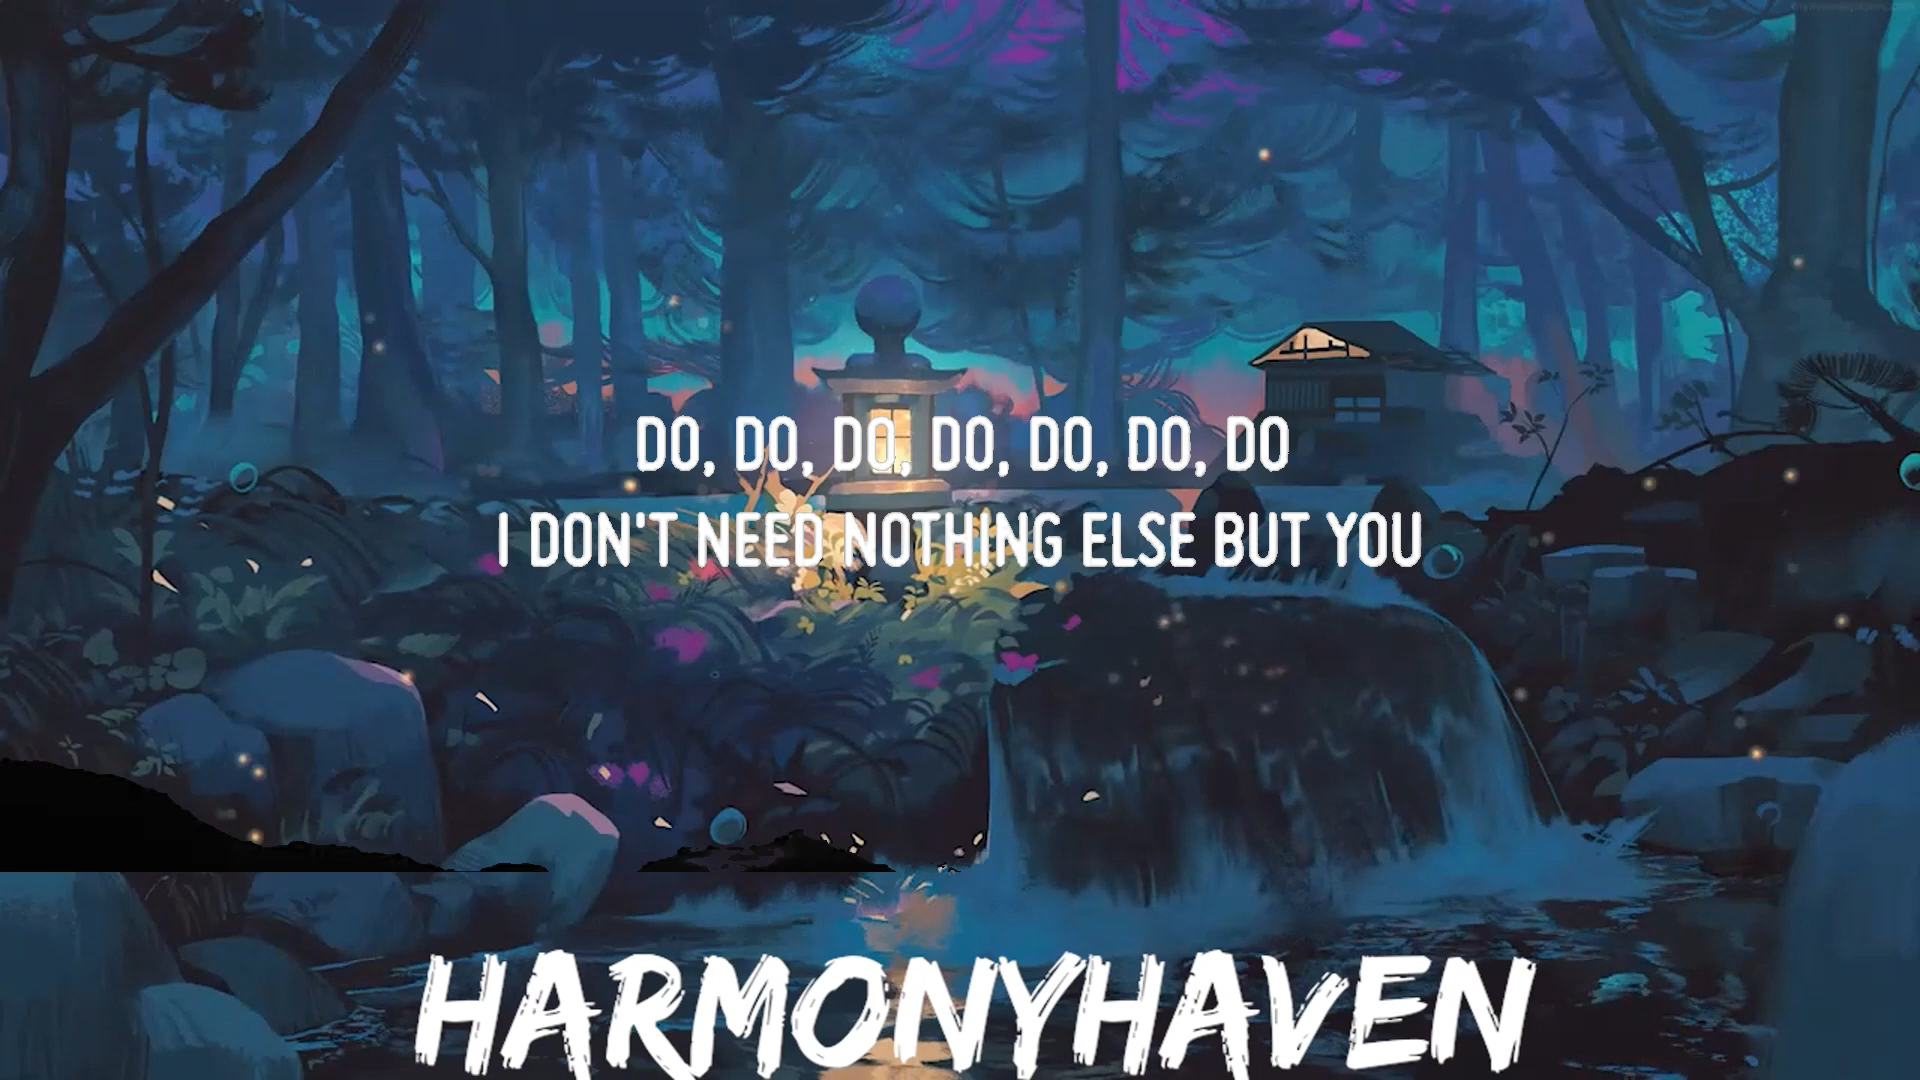 DO, DO, DO, DO, DO, DO, DO
I DON'T NEED NOTHING ELSE BUT YOU
HARMONYHAVEN